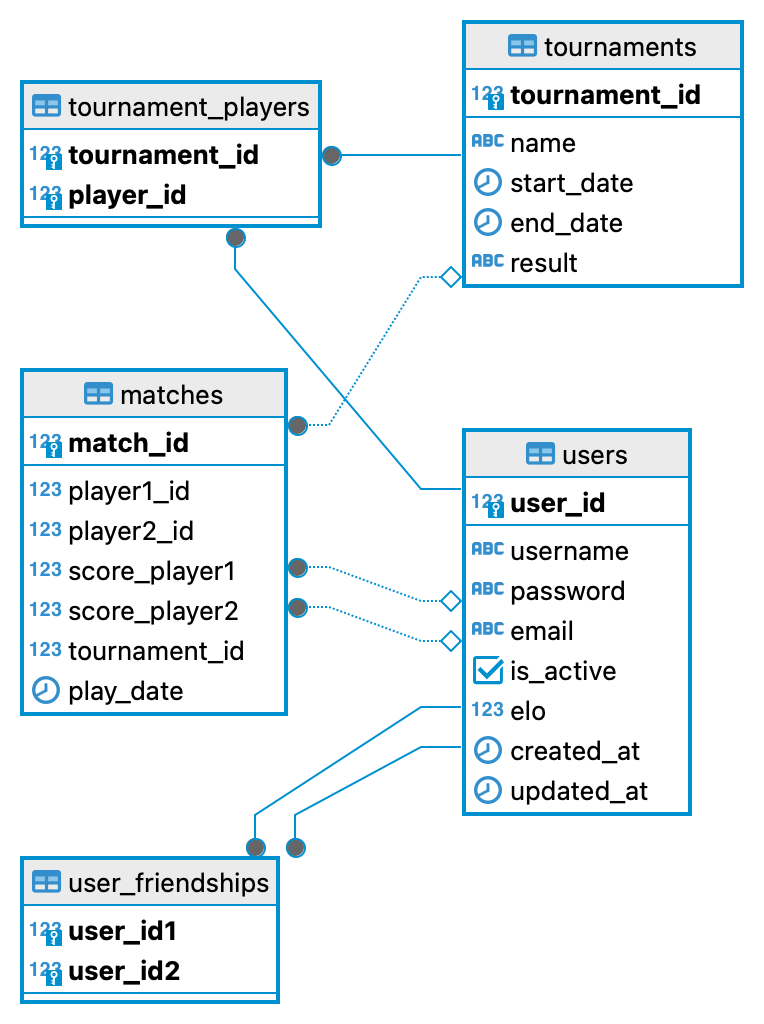 tournaments
123 tournament_id
ABC name
start_date
end_date
ABC result
tournament_players
123 tournament_id
123 player_id
matches
123 match_id
123 player1_id
123 player2_id
123 score_player1
123 score_player2
123 tournament_id
play_date
users
123 user_id
ABC username
ABC password
ABC email
is_active
123 elo
created_at
updated_at
user_friendships
123 user_id1
123 user_id2